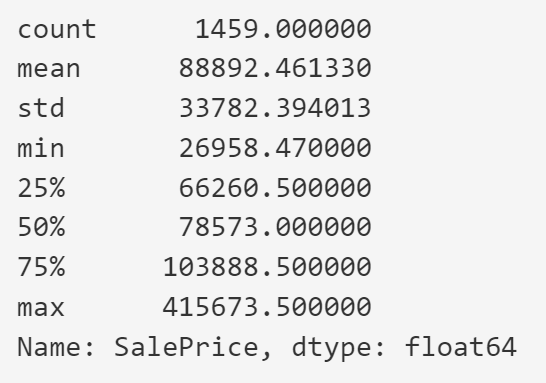 count      1459.000000
mean      88892.461330
std       33782.394013
min       26958.470000
25%       66260.500000
50%       78573.000000
75%      103888.500000
max      415673.500000
Name: SalePrice, dtype: float64